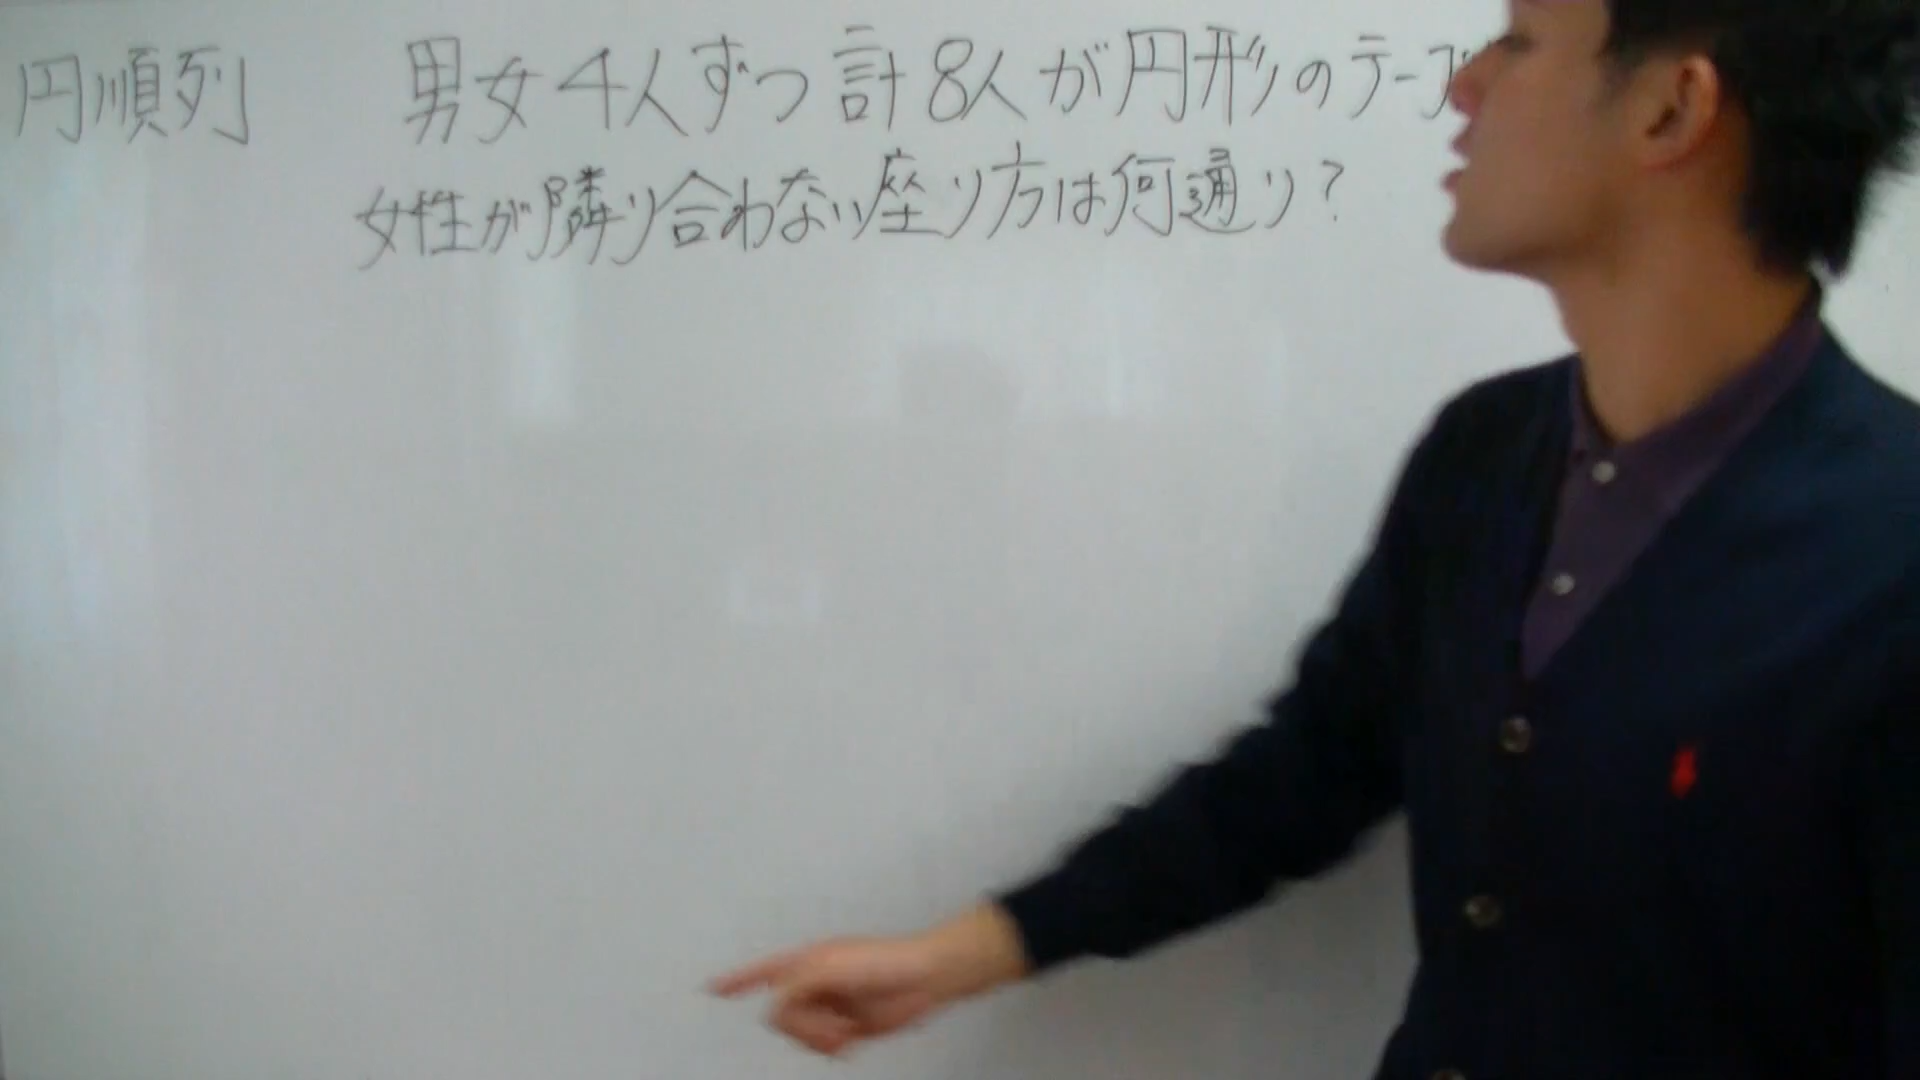 円順列 男女4人ずつ計8人が円形のテーブ
女性が隣り合わない座り方は何通り?